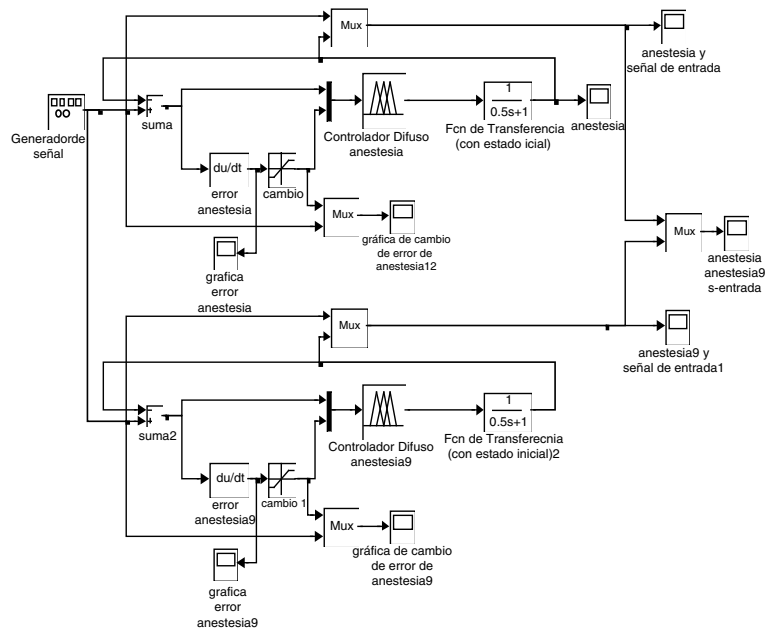 Mux
anestesia y
señal de entrada
Generadorde
señal
suma
Controlador Difuso
anestesia
1
0.5s+1
Fcn de Transferencia
(con estado icial)
anestesia
du/dt
error
anestesia
cambio
Mux
gráfica de cambio
de error de
anestesia12
grafica
error
anestesia
Mux
anestesia
anestesia9
s-entrada
Mux
anestesia9 y
señal de entrada1
suma2
Controlador Difuso
anestesia9
1
0.5s+1
Fcn de Transferecnia
(con estado inicial)2
du/dt
error
anestesia9
cambio 1
Mux
gráfica de cambio
de error de
anestesia9
grafica
error
anestesia9